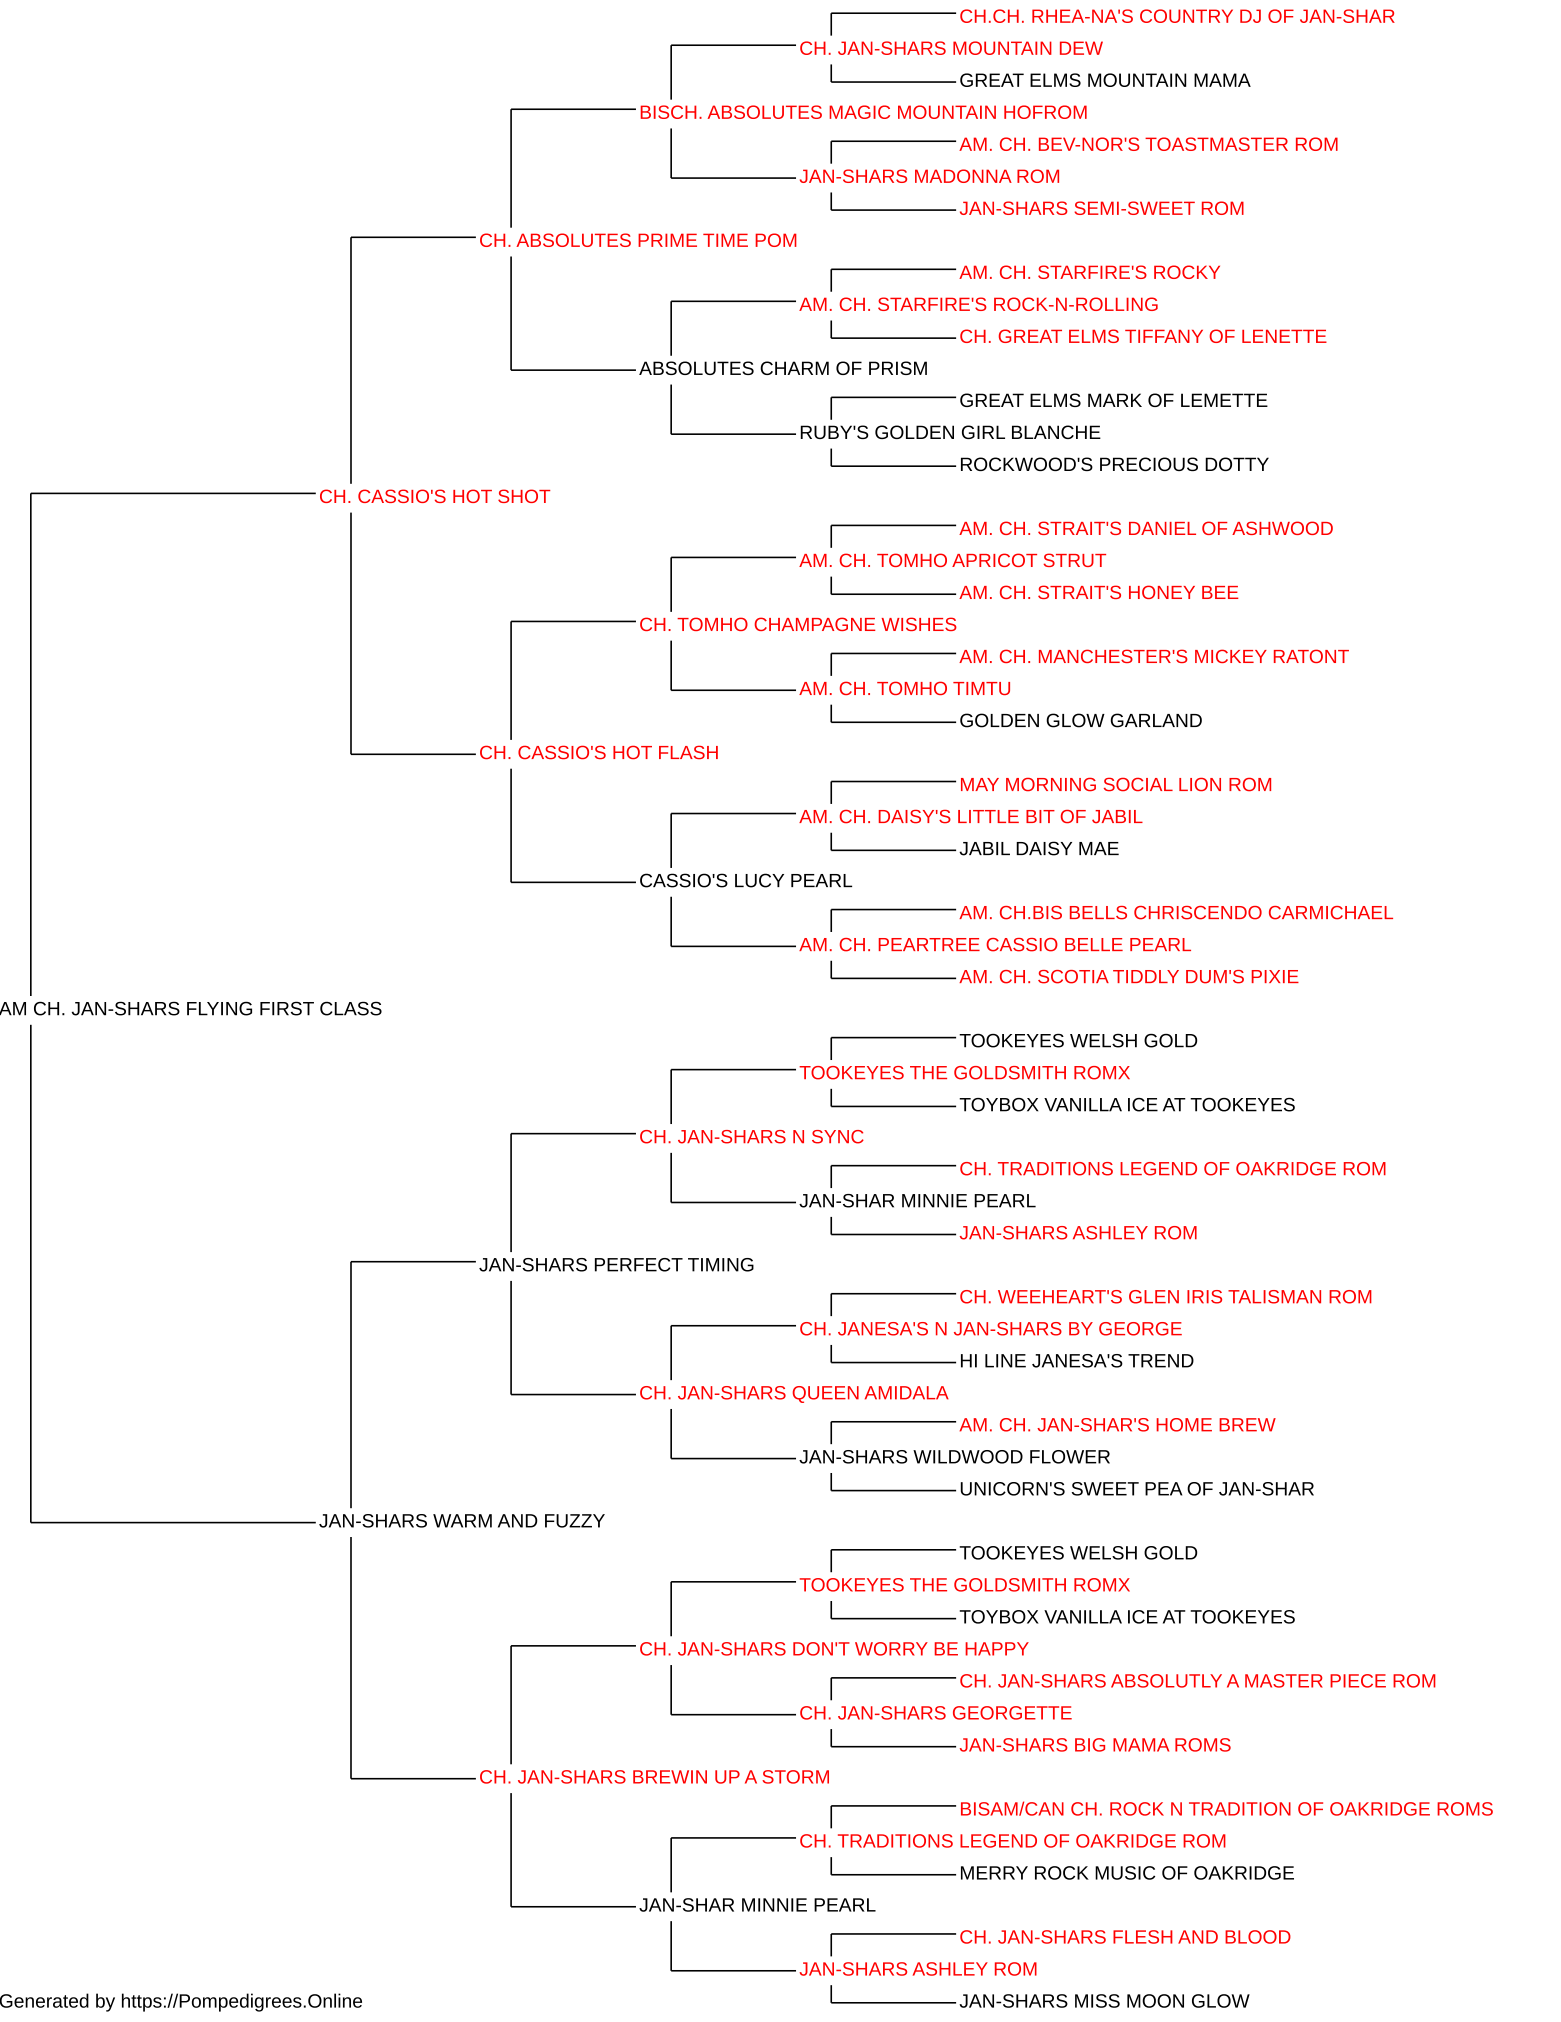 CH.CH. RHEA-NA'S COUNTRY DJ OF JAN-SHAR
CH. JAN-SHARS MOUNTAIN DEW
GREAT ELMS MOUNTAIN MAMA
BISCH. ABSOLUTES MAGIC MOUNTAIN HOFROM
AM. CH. BEV-NOR'S TOASTMASTER ROM
JAN-SHARS MADONNA ROM
JAN-SHARS SEMI-SWEET ROM
CH. ABSOLUTES PRIME TIME POM
AM. CH. STARFIRE'S ROCKY
AM. CH. STARFIRE'S ROCK-N-ROLLING
CH. GREAT ELMS TIFFANY OF LENETTE
ABSOLUTES CHARM OF PRISM
GREAT ELMS MARK OF LEMETTE
RUBY'S GOLDEN GIRL BLANCHE
ROCKWOOD'S PRECIOUS DOTTY
CH. CASSIO'S HOT SHOT
AM. CH. STRAIT'S DANIEL OF ASHWOOD
AM. CH. TOMHO APRICOT STRUT
AM. CH. STRAIT'S HONEY BEE
CH. TOMHO CHAMPAGNE WISHES
AM. CH. MANCHESTER'S MICKEY RATONT
AM. CH. TOMHO TIMTU
GOLDEN GLOW GARLAND
CH. CASSIO'S HOT FLASH
MAY MORNING SOCIAL LION ROM
AM. CH. DAISY'S LITTLE BIT OF JABIL
JABIL DAISY MAE
CASSIO'S LUCY PEARL
AM. CH.BIS BELLS CHRISCENDO CARMICHAEL
AM. CH. PEARTREE CASSIO BELLE PEARL
AM. CH. SCOTIA TIDDLY DUM'S PIXIE
AM CH. JAN-SHARS FLYING FIRST CLASS
TOOKEYES WELSH GOLD
TOOKEYES THE GOLDSMITH ROMX
TOYBOX VANILLA ICE AT TOOKEYES
CH. JAN-SHARS N SYNC
CH. TRADITIONS LEGEND OF OAKRIDGE ROM
JAN-SHAR MINNIE PEARL
JAN-SHARS ASHLEY ROM
JAN-SHARS PERFECT TIMING
CH. WEEHEART'S GLEN IRIS TALISMAN ROM
CH. JANESA'S N JAN-SHARS BY GEORGE
HI LINE JANESA'S TREND
CH. JAN-SHARS QUEEN AMIDALA
AM. CH. JAN-SHAR'S HOME BREW
JAN-SHARS WILDWOOD FLOWER
UNICORN'S SWEET PEA OF JAN-SHAR
JAN-SHARS WARM AND FUZZY
TOOKEYES WELSH GOLD
TOOKEYES THE GOLDSMITH ROMX
TOYBOX VANILLA ICE AT TOOKEYES
CH. JAN-SHARS DON'T WORRY BE HAPPY
CH. JAN-SHARS ABSOLUTLY A MASTER PIECE ROM
CH. JAN-SHARS GEORGETTE
JAN-SHARS BIG MAMA ROMS
CH. JAN-SHARS BREWIN UP A STORM
BISAM/CAN CH. ROCK N TRADITION OF OAKRIDGE ROMS
CH. TRADITIONS LEGEND OF OAKRIDGE ROM
MERRY ROCK MUSIC OF OAKRIDGE
JAN-SHAR MINNIE PEARL
CH. JAN-SHARS FLESH AND BLOOD
JAN-SHARS ASHLEY ROM
JAN-SHARS MISS MOON GLOW
Generated by https://Pompedigrees.Online